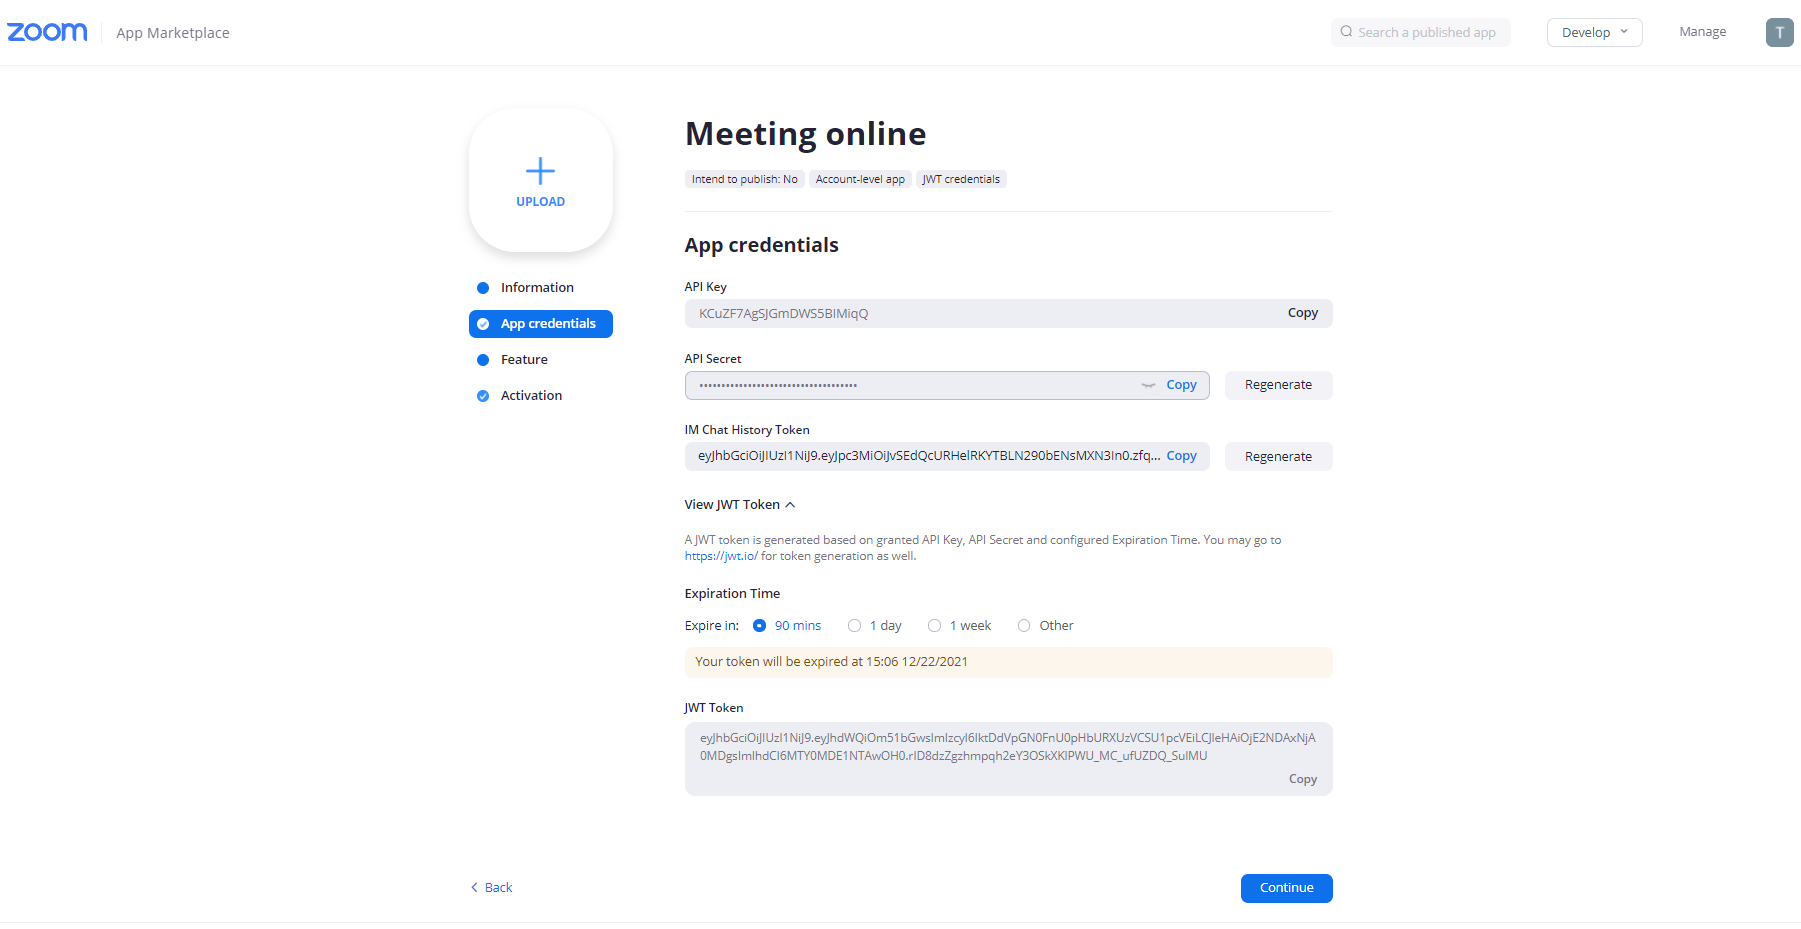 zoom App Marketplace Search a published app Develop Manage T
UPLOAD
Information
App credentials
Feature
Activation
Meeting online
Intend to publish: No Account-level app JWT credentials
App credentials
API Key
KCuZF7AgSJGmDWS5BIMiqQ Copy
API Secret
•••••••••••••••••••••••••••••••••••• Copy Regenerate
IM Chat History Token
eyJhbGciOiJIUzI1NiJ9.eyJpc3MiOiJvSEdQcURHelRKYTBLN290bENsMXN3In0.zfq... Copy Regenerate
View JWT Token
A JWT token is generated based on granted API Key, API Secret and configured Expiration Time. You may go to
https://jwt.io/ for token generation as well.
Expiration Time
Expire in: 90 mins 1 day 1 week Other
Your token will be expired at 15:06 12/22/2021
JWT Token
eyJhbGciOiJIUzI1NiJ9.eyJhdWQiOm51bGwsImlzcyI6IktDdVpGN0FnU0pHbURXUzVCSU1pcVEiLCJleHAiOjE2NDAxNjA
0MDgsImlhdCI6MTY0MDE1NTAwOH0.rID8dzZgzhmpqh2eY3OSkXKlPWU_MC_ufUZDQ_SuIMU
Copy
Back
Continue